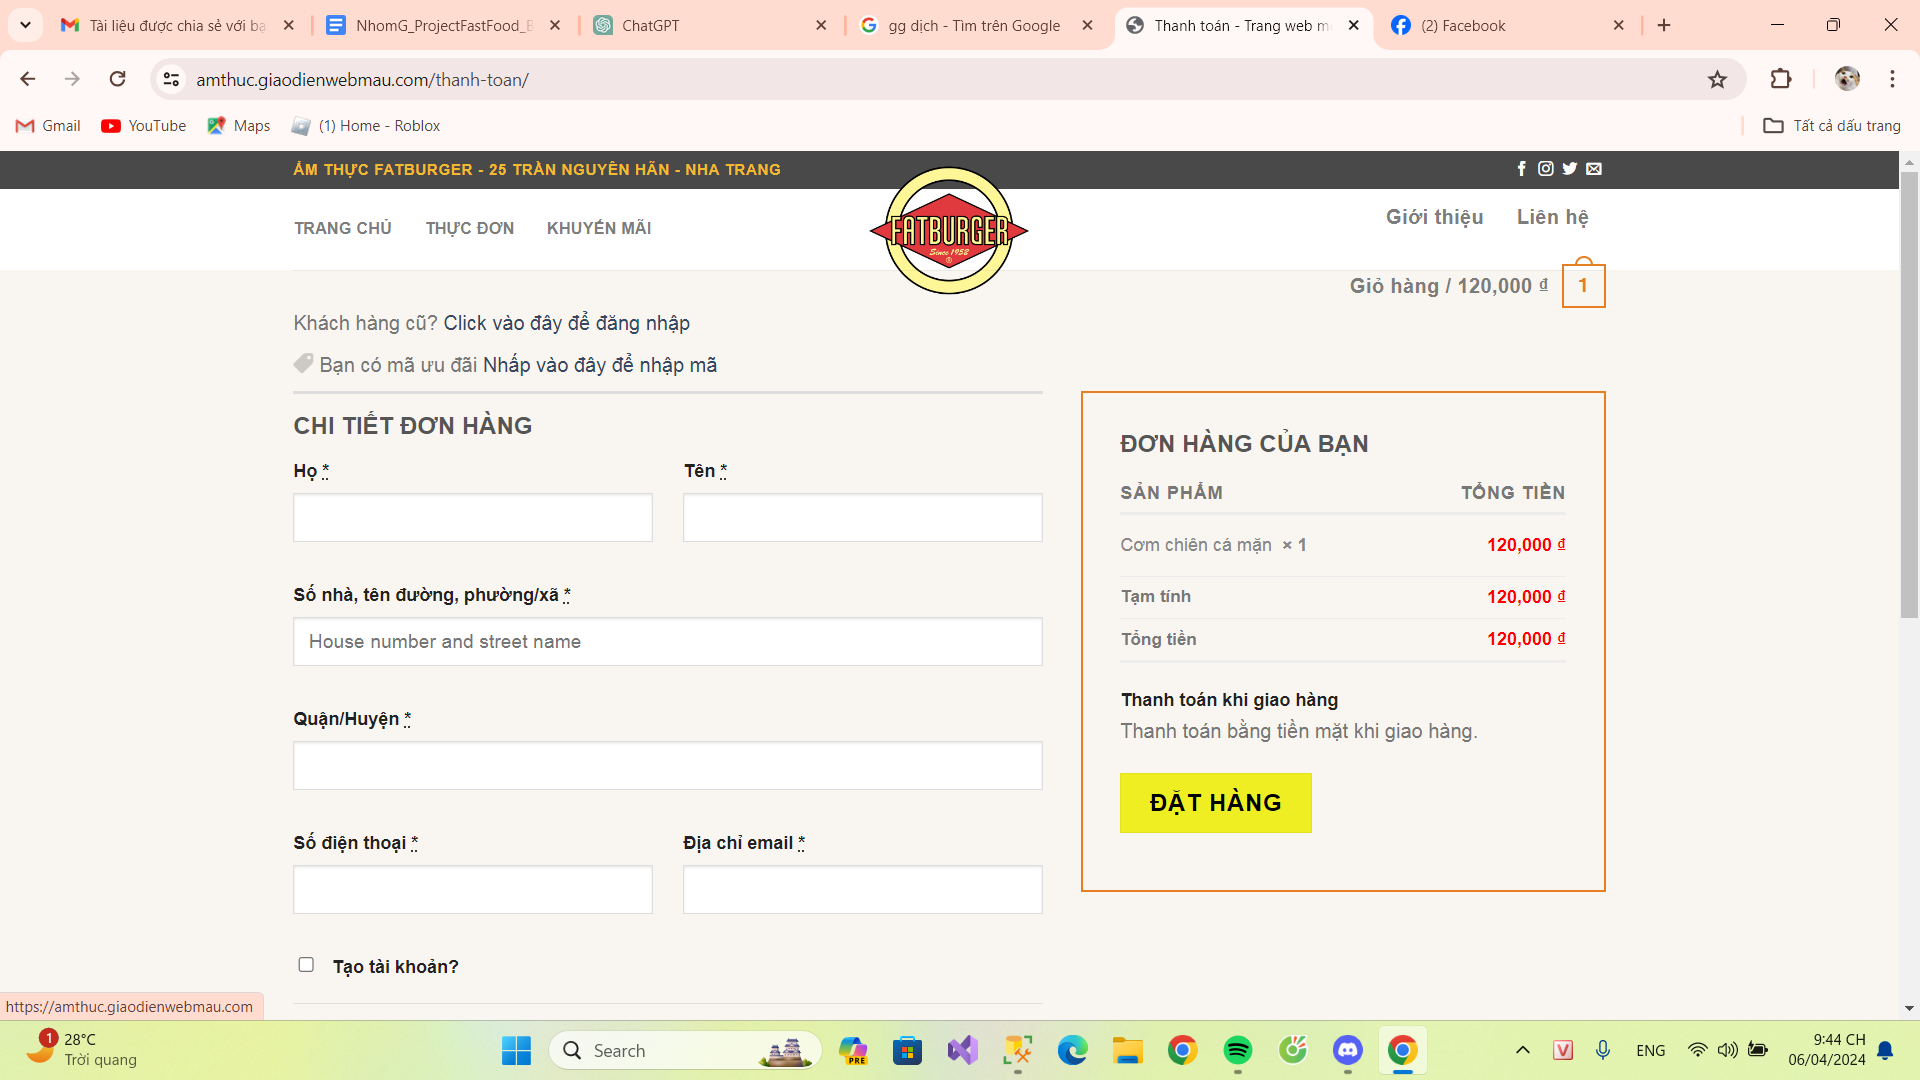 Tài liệu được chia sẻ với bạ
NhomG_ProjectFastFood_B
ChatGPT
gg dịch - Tìm trên Google
Thanh toán - Trang web m
(2) Facebook
amthuc.giaodienwebmau.com/thanh-toan/
Gmail
YouTube
Maps
(1) Home - Roblox
Tất cả dấu trang
ẨM THỰC FATBURGER - 25 TRẦN NGUYÊN HÃN - NHA TRANG
TRANG CHỦ
THỰC ĐƠN
KHUYẾN MÃI
FATBURGER
Since 1952
®
Giới thiệu
Liên hệ
Giỏ hàng / 120,000 ₫
1
Khách hàng cũ? Click vào đây để đăng nhập
Bạn có mã ưu đãi Nhấp vào đây để nhập mã
CHI TIẾT ĐƠN HÀNG
Họ *
Tên *
Số nhà, tên đường, phường/xã *
House number and street name
Quận/Huyện *
Số điện thoại *
Địa chỉ email *
Tạo tài khoản?
ĐƠN HÀNG CỦA BẠN
SẢN PHẨM
TỔNG TIỀN
Cơm chiên cá mặn × 1
120,000 ₫
Tạm tính
120,000 ₫
Tổng tiền
120,000 ₫
Thanh toán khi giao hàng
Thanh toán bằng tiền mặt khi giao hàng.
ĐẶT HÀNG
https://amthuc.giaodienwebmau.com
1
28°C
Trời quang
Search
PRE
V
ENG
9:44 CH
06/04/2024